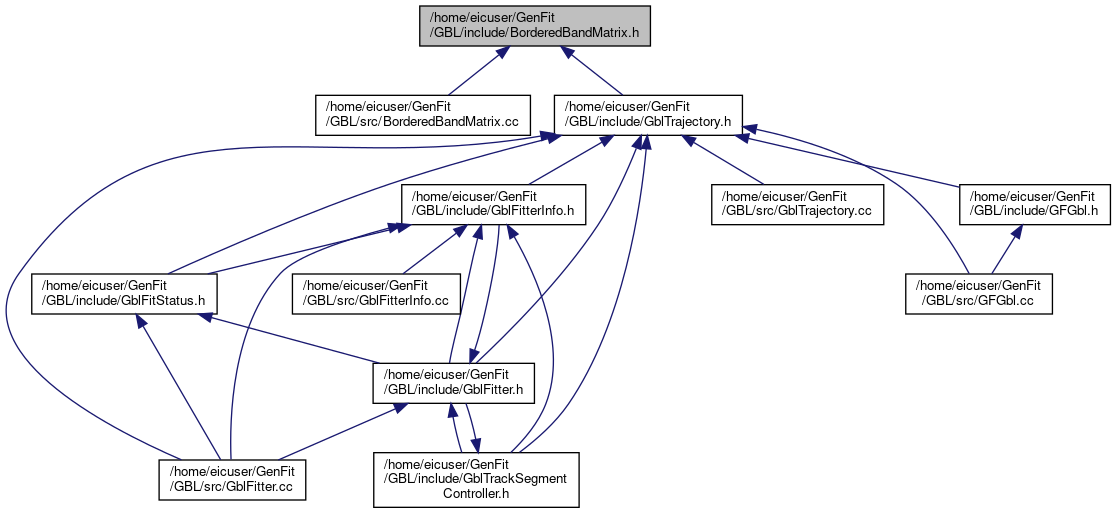 /home/eicuser/GenFit
/GBL/include/BorderedBandMatrix.h
/home/eicuser/GenFit
/GBL/src/BorderedBandMatrix.cc
/home/eicuser/GenFit
/GBL/include/GblTrajectory.h
/home/eicuser/GenFit
/GBL/include/GblFitterInfo.h
/home/eicuser/GenFit
/GBL/src/GblTrajectory.cc
/home/eicuser/GenFit
/GBL/include/GFGbl.h
/home/eicuser/GenFit
/GBL/include/GblFitStatus.h
/home/eicuser/GenFit
/GBL/src/GblFitterInfo.cc
/home/eicuser/GenFit
/GBL/src/GFGbl.cc
/home/eicuser/GenFit
/GBL/include/GblFitter.h
/home/eicuser/GenFit
/GBL/src/GblFitter.cc
/home/eicuser/GenFit
/GBL/include/GblTrackSegment
Controller.h